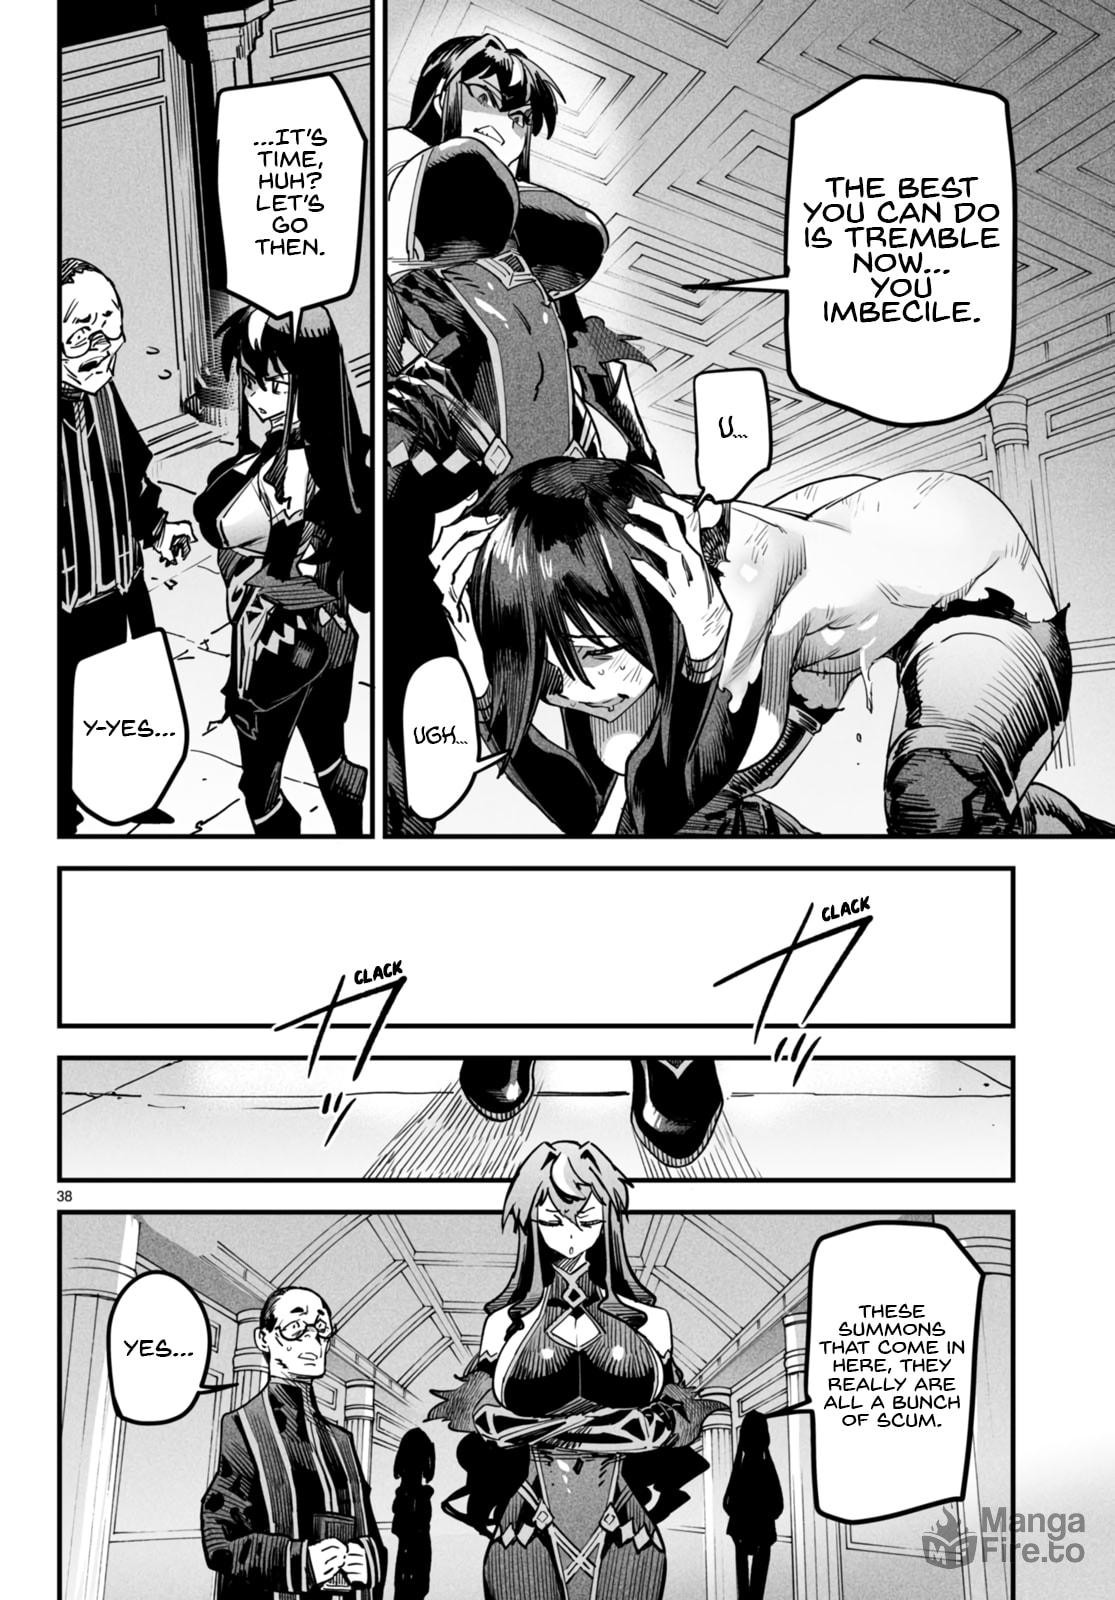 THE BEST
YOU CAN DO
IS TREMBLE
NOW...
YOU
IMBECILE.
U...
UGH...
...IT'S
TIME,
HUH?
LET'S
GO
THEN.
Y-YES...
CLACK
CLACK
38
THESE
SUMMONS
THAT COME IN
HERE, THEY
REALLY ARE
ALL A BUNCH
OF SCUM.
YES...
Manga
Fire.to